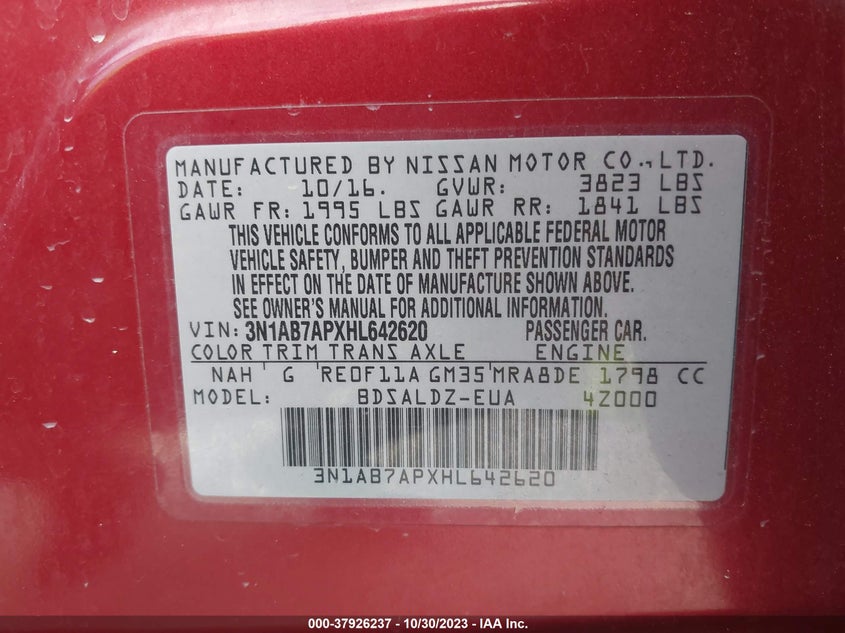 MANUFACTURED BY NISSAN MOTOR CO.,LTD.
DATE: 10/16. GVWR: 3823 LBS
GAWR FR: 1995 LBS GAWR RR: 1841 LBS
THIS VEHICLE CONFORMS TO ALL APPLICABLE FEDERAL MOTOR
VEHICLE SAFETY, BUMPER AND THEFT PREVENTION STANDARDS
IN EFFECT ON THE DATE OF MANUFACTURE SHOWN ABOVE.
SEE OWNER'S MANUAL FOR ADDITIONAL INFORMATION.
VIN: 3N1AB7APXHL642620 PASSENGER CAR.
COLOR TRIM TRANS AXLE ENGINE
NAH G RE0F11A GM35 MRA8DE 1798 CC
MODEL: BDSALDZ-EUA 4Z000
3N1AB7APXHL642620
000-37926237 - 10/30/2023 - IAA Inc.